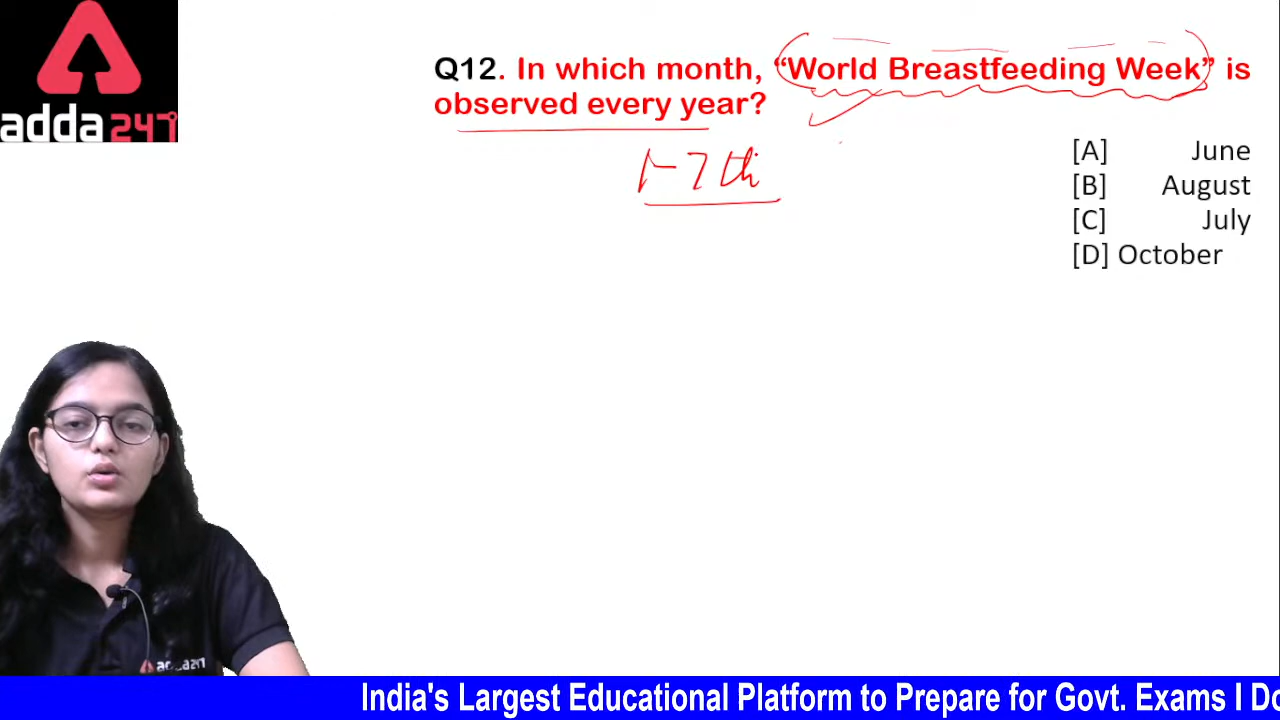 adda247
Q12. In which month, “World Breastfeeding Week” is
observed every year?
1-7th
[A] June
[B] August
[C] July
[D] October
adda247
India's Largest Educational Platform to Prepare for Govt. Exams I Do